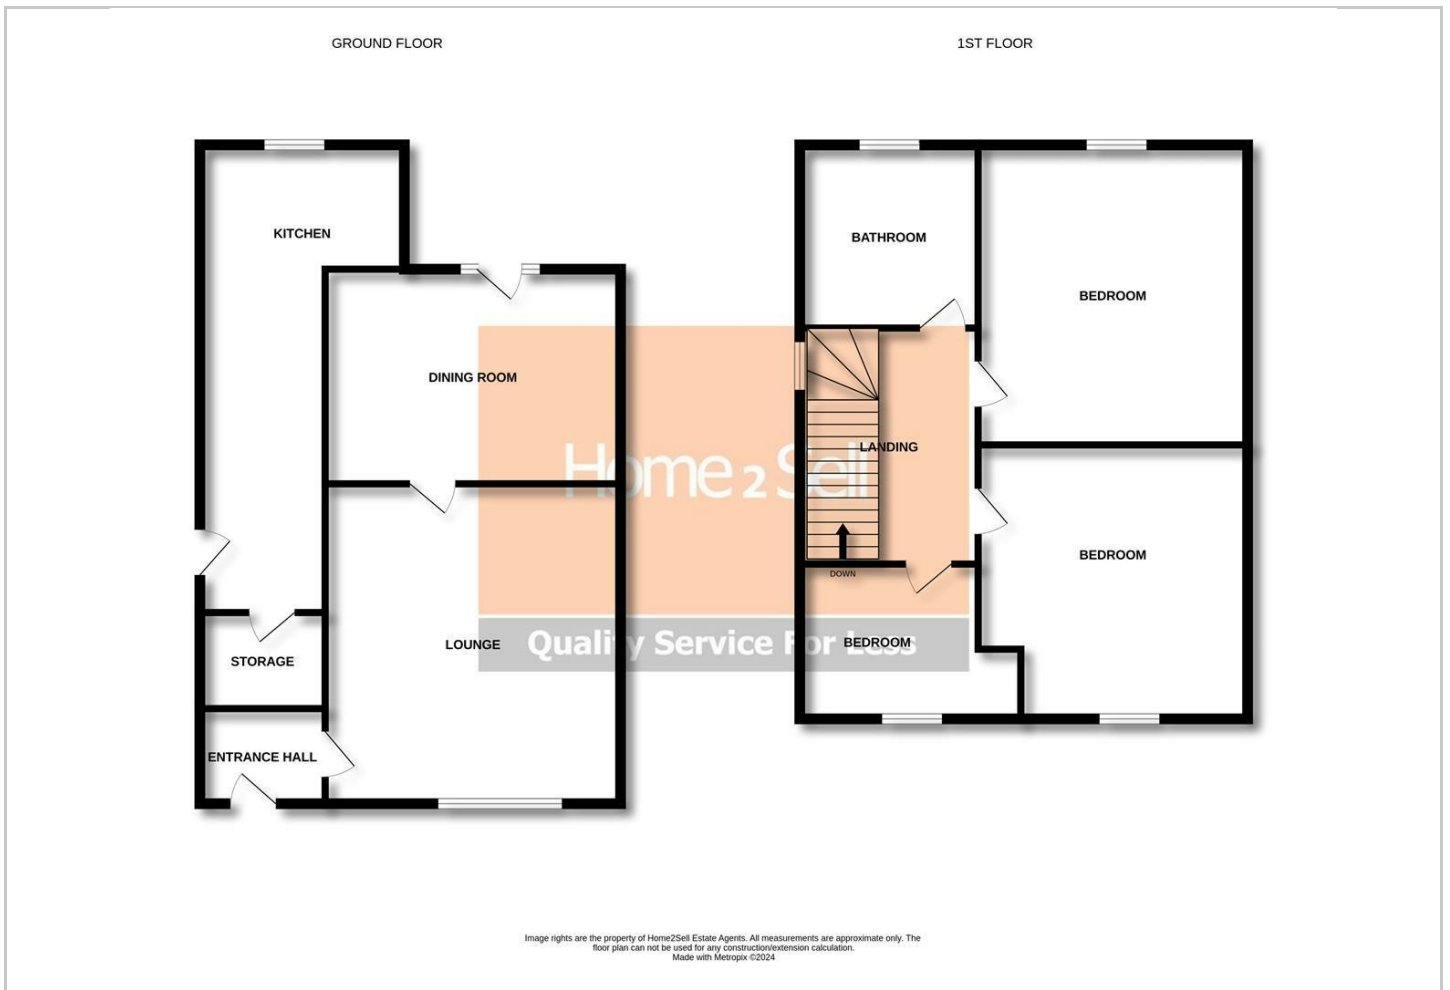 GROUND FLOOR
1ST FLOOR
KITCHEN
DINING ROOM
STORAGE
LOUNGE
ENTRANCE HALL
BATHROOM
BEDROOM
LANDING
BEDROOM
DOWN
BEDROOM
Home2Sell
Quality Service For Less
Image rights are the property of Home2Sell Estate Agents. All measurements are approximate only. The
floor plan can not be used for any construction/extension calculation.
Made with Metropix ©2024